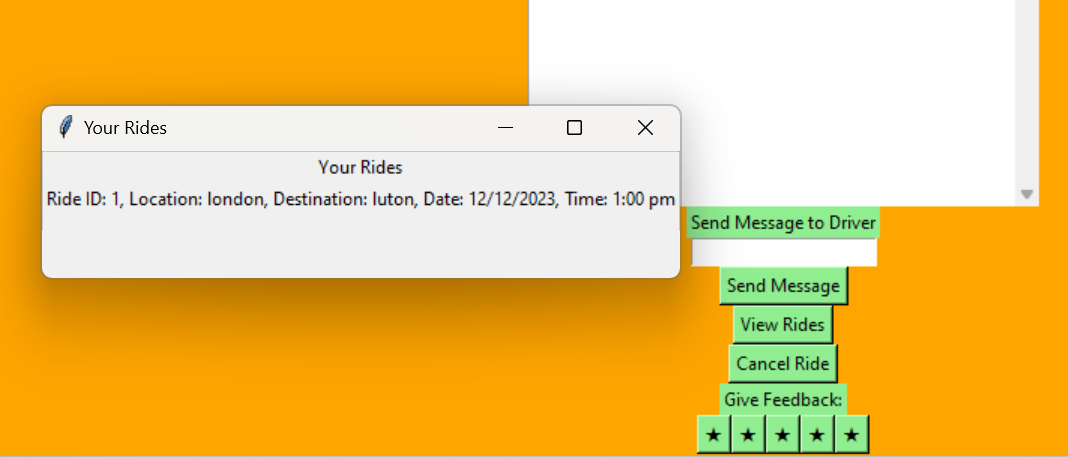 Your Rides
Your Rides
Ride ID: 1, Location: london, Destination: luton, Date: 12/12/2023, Time: 1:00 pm
Send Message to Driver
Send Message
View Rides
Cancel Ride
Give Feedback:
★ ★ ★ ★ ★